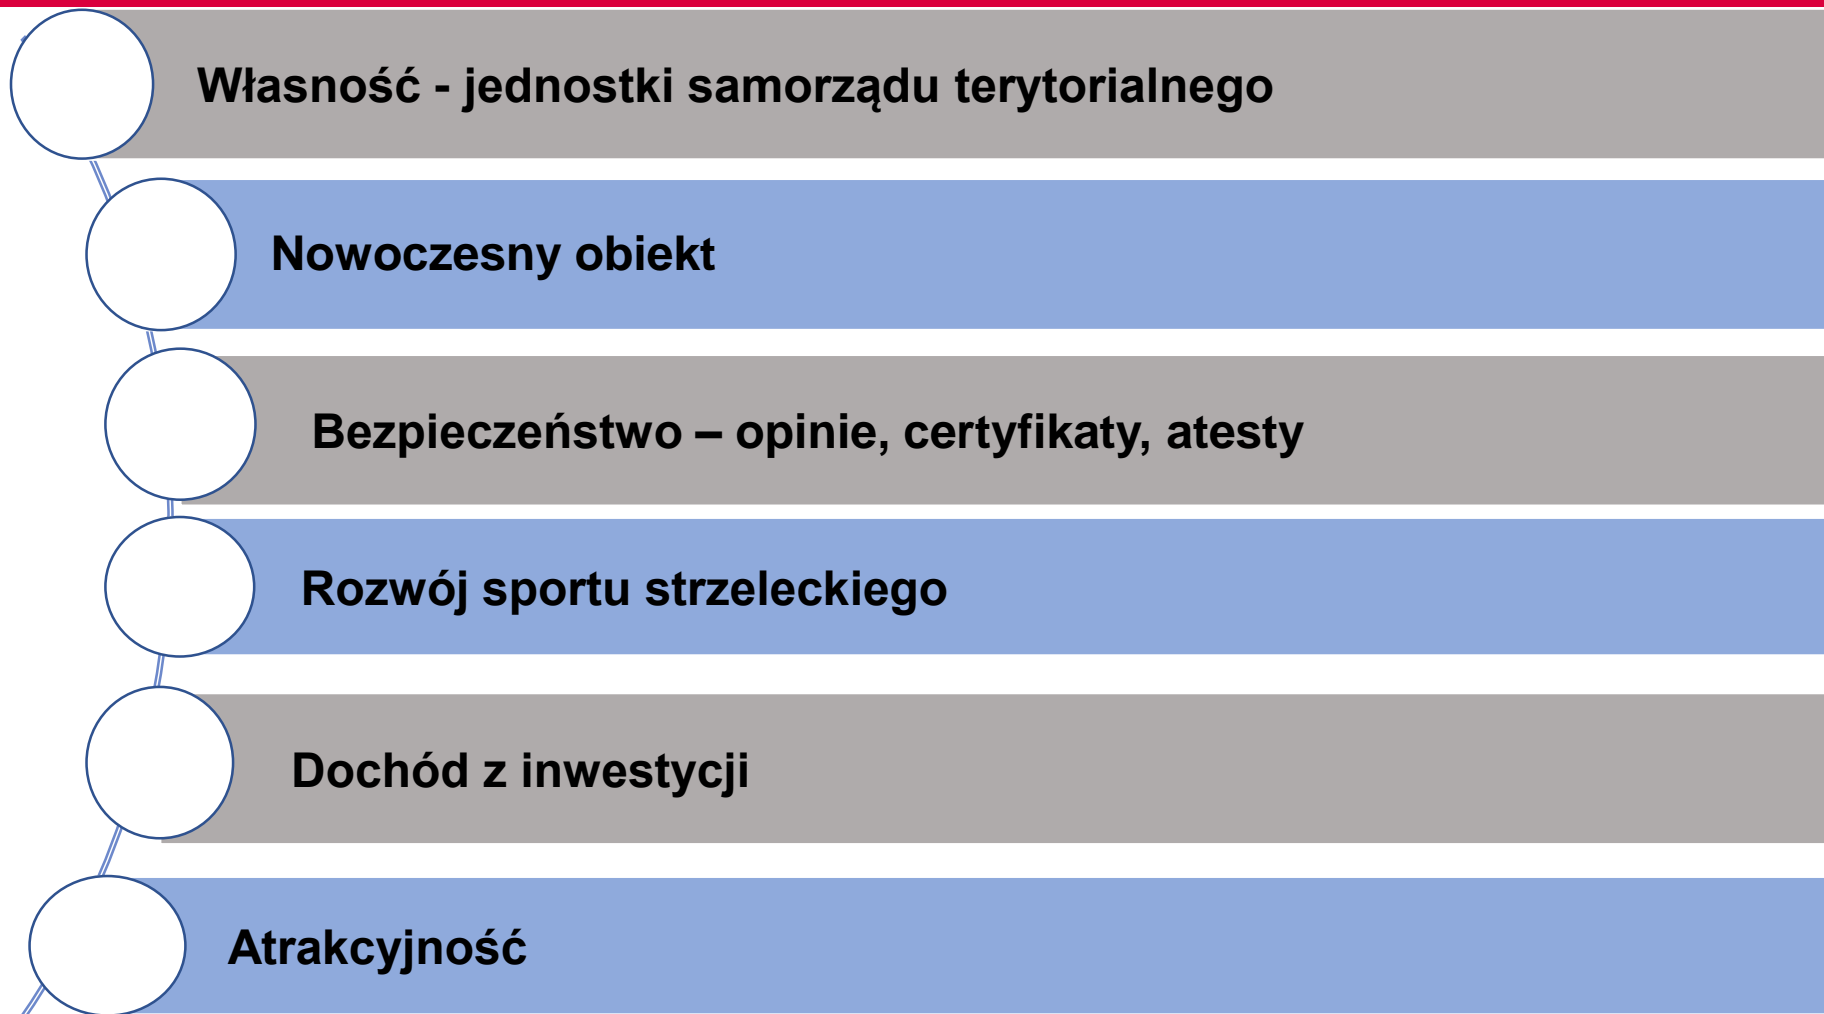 Własność - jednostki samorządu terytorialnego
Nowoczesny obiekt
Bezpieczeństwo – opinie, certyfikaty, atesty
Rozwój sportu strzeleckiego
Dochód z inwestycji
Atrakcyjność